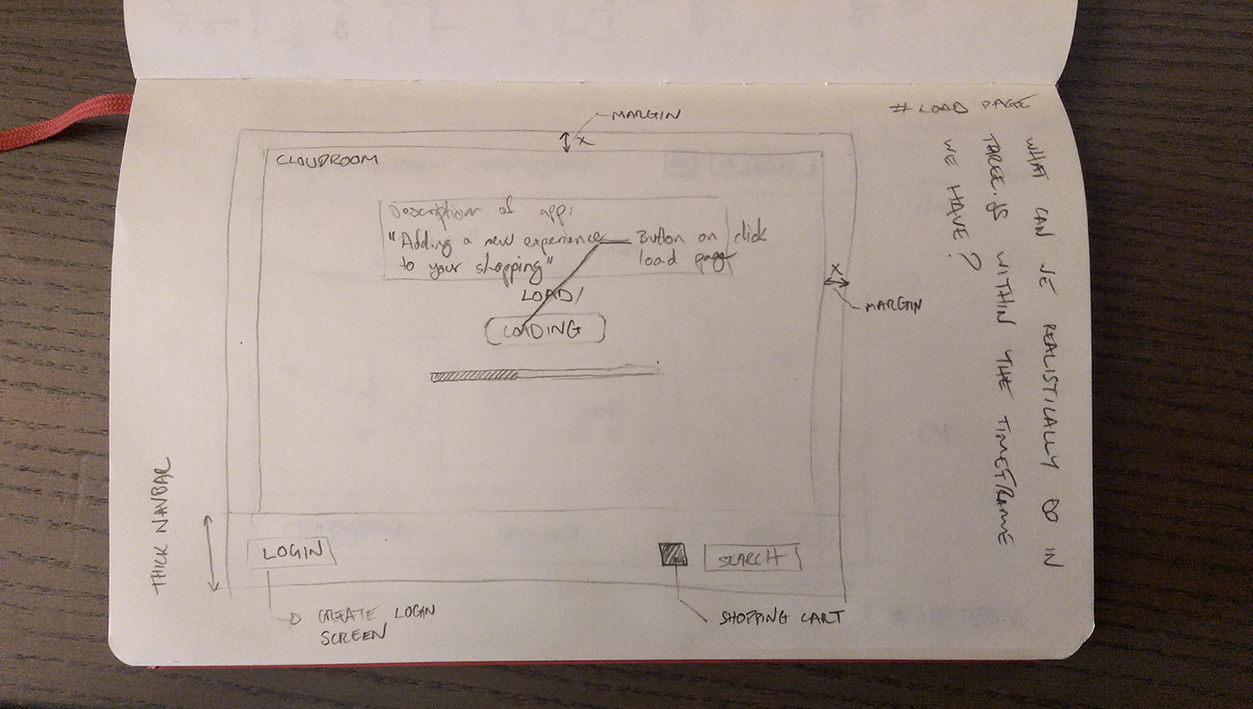 # LOAD PAGE
MARGIN
x
CLOUDROOM
Description of app:
"Adding a new experience
to your shopping"
Button on click
load page
LOAD/
LOADING
x
MARGIN
WHAT CAN WE REALISTICALLY DO IN
THREE.JS WITHIN THE TIMEFRAME
WE HAVE?
THICK NAVBAR
LOGIN
SEARCH
CREATE LOGIN
SCREEN
SHOPPING CART